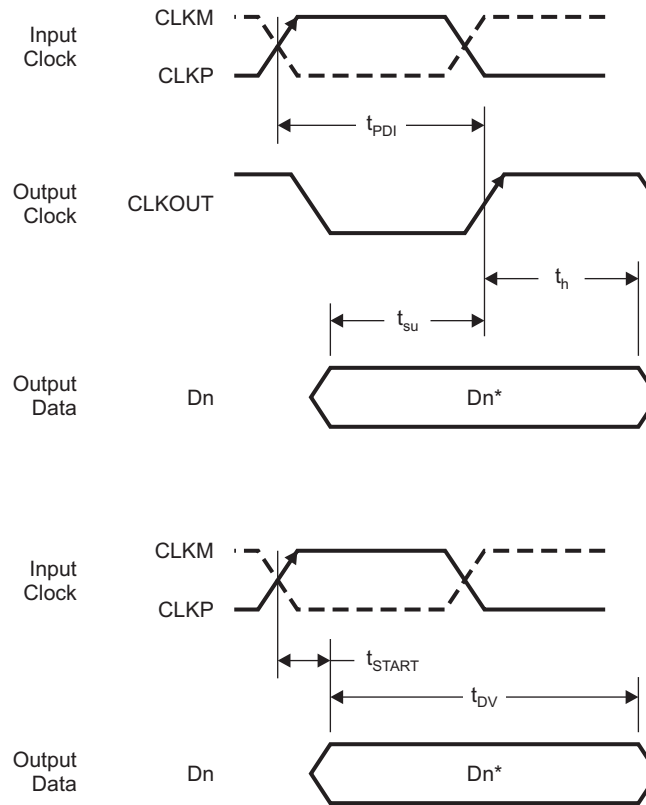 Input
Clock
CLKM
CLKP
t_PDI
Output
Clock
CLKOUT
t_h
t_su
Output
Data
Dn
Dn*
Input
Clock
CLKM
CLKP
t_START
t_DV
Output
Data
Dn
Dn*